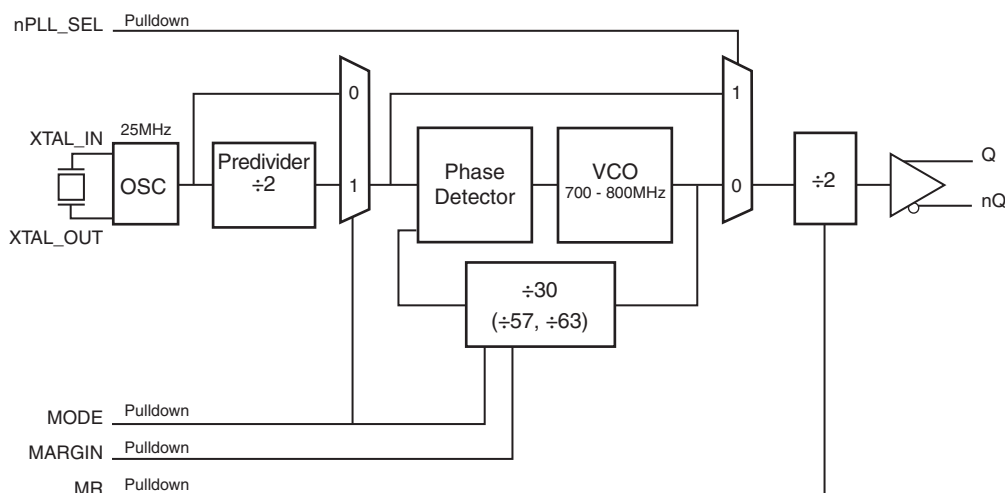 nPLL_SEL Pulldown
0
1
XTAL_IN
25MHz
OSC
XTAL_OUT
Predivider
÷2
1
Phase
Detector
VCO
700 - 800MHz
0
÷2
Q
nQ
÷30
(÷57, ÷63)
MODE Pulldown
MARGIN Pulldown
MR Pulldown